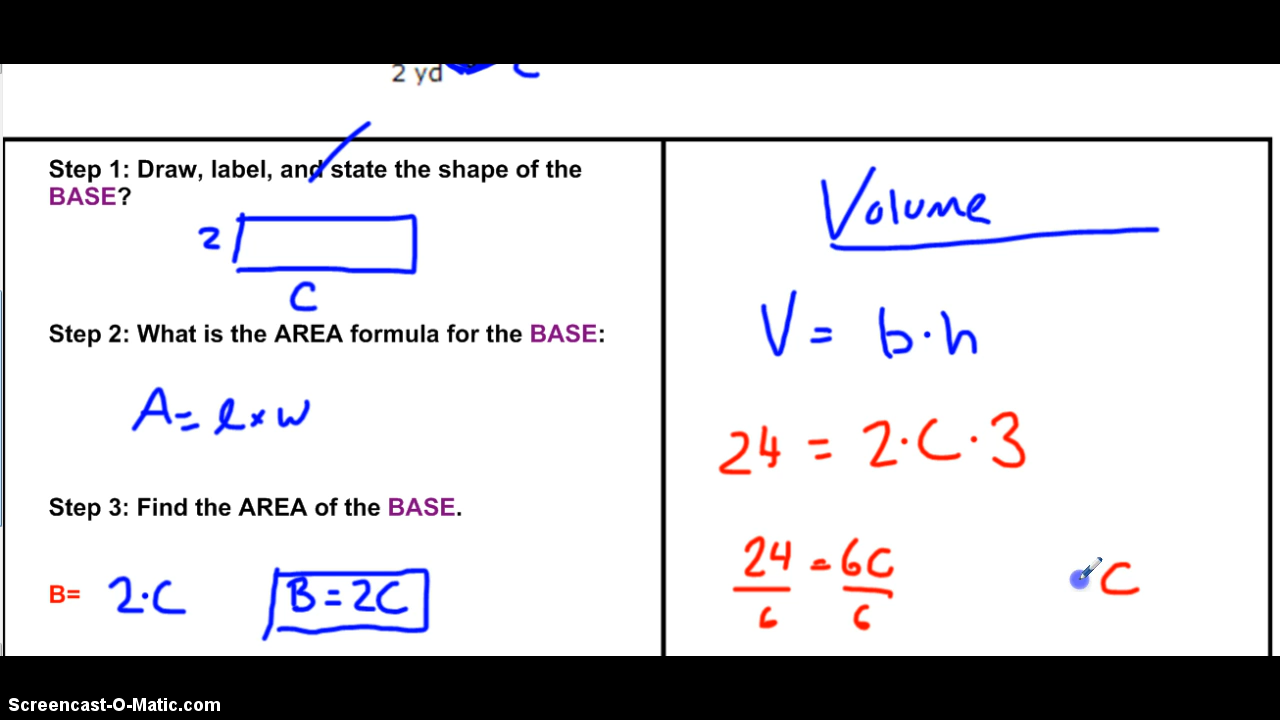 2 yd C
Step 1: Draw, label, and state the shape of the
BASE?
2
C
Step 2: What is the AREA formula for the BASE:
A = l × w
Step 3: Find the AREA of the BASE.
B= 2·C B = 2C
Volume
V = b·h
24 = 2·C·3
24 = 6C
6 6
C
Screencast-O-Matic.com